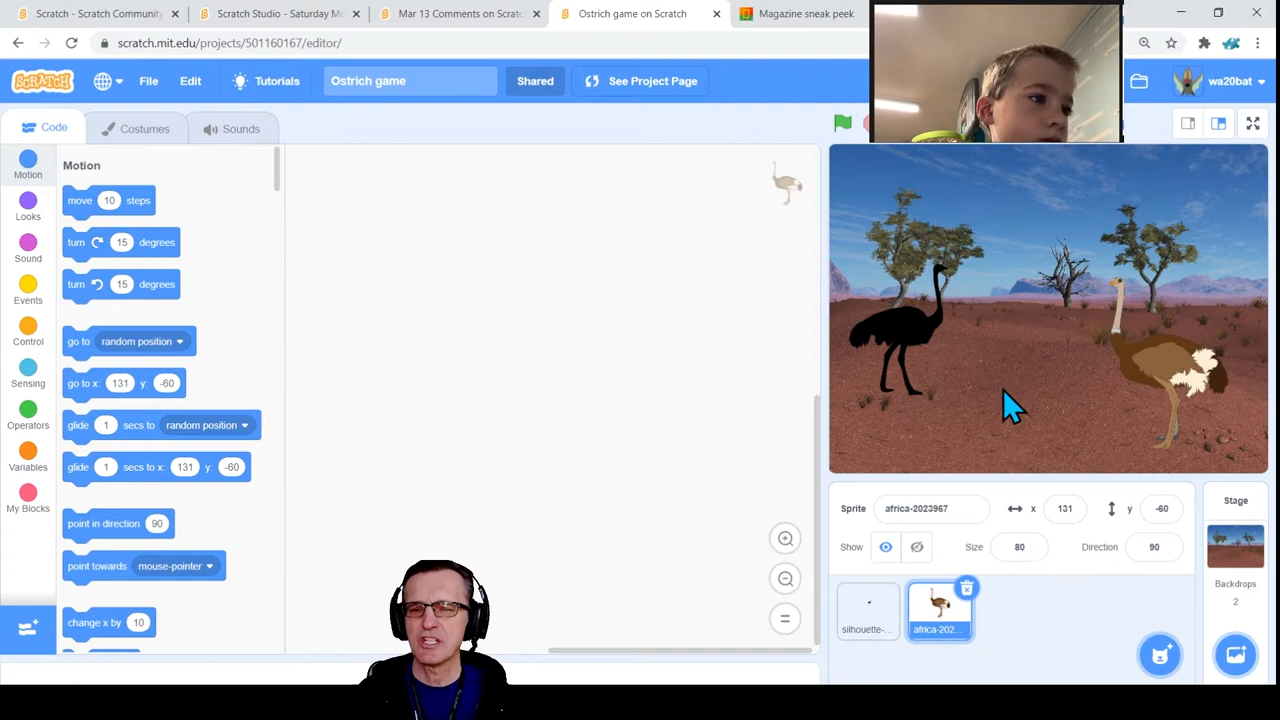 Scratch - Scratch Community
Scratch Studio - Saturday Mo
Mar 13 Comments on Scratc
Ostrich game on Scratch
Magazine sneak peek
scratch.mit.edu/projects/501160167/editor/
SCRATCH
File
Edit
Tutorials
Ostrich game
Shared
See Project Page
wa20bat
Code
Costumes
Sounds
Motion
Looks
Sound
Events
Control
Sensing
Operators
Variables
My Blocks
Motion
move 10 steps
turn 15 degrees
turn 15 degrees
go to random position
go to x: 131 y: -60
glide 1 secs to random position
glide 1 secs to x: 131 y: -60
point in direction 90
point towards mouse-pointer
change x by 10
Sprite africa-2023967 x 131 y -60
Show Size 80 Direction 90
silhouette-...
africa-202...
Stage
Backdrops
2